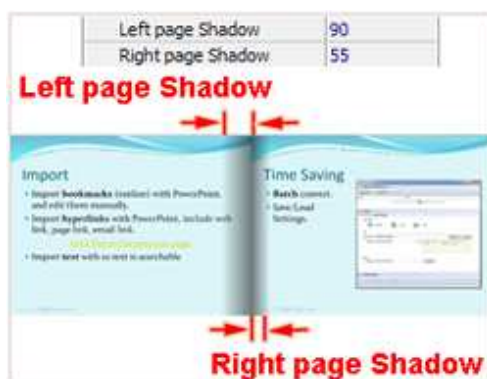 Left page Shadow 90
Right page Shadow 55
Left page Shadow
Import
• Import bookmarks (outline) with PowerPoint,
and edit them manually.
• Import hyperlinks with PowerPoint, include web
link, page link, email link.
• Import text with so text is searchable
Time Saving
• Batch convert.
• Save/Load
Settings.
Right page Shadow